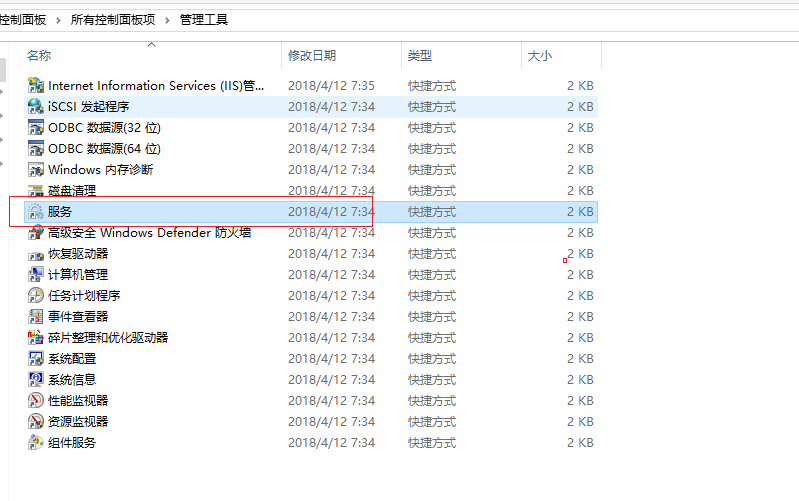 控制面板 › 所有控制面板项 › 管理工具
名称 修改日期 类型 大小
Internet Information Services (IIS)管... 2018/4/12 7:35 快捷方式 2 KB
iSCSI 发起程序 2018/4/12 7:34 快捷方式 2 KB
ODBC 数据源(32 位) 2018/4/12 7:34 快捷方式 2 KB
ODBC 数据源(64 位) 2018/4/12 7:34 快捷方式 2 KB
Windows 内存诊断 2018/4/12 7:34 快捷方式 2 KB
磁盘清理 2018/4/12 7:34 快捷方式 2 KB
服务 2018/4/12 7:34 快捷方式 2 KB
高级安全 Windows Defender 防火墙 2018/4/12 7:34 快捷方式 2 KB
恢复驱动器 2018/4/12 7:34 快捷方式 2 KB
计算机管理 2018/4/12 7:34 快捷方式 2 KB
任务计划程序 2018/4/12 7:34 快捷方式 2 KB
事件查看器 2018/4/12 7:34 快捷方式 2 KB
碎片整理和优化驱动器 2018/4/12 7:34 快捷方式 2 KB
系统配置 2018/4/12 7:34 快捷方式 2 KB
系统信息 2018/4/12 7:34 快捷方式 2 KB
性能监视器 2018/4/12 7:34 快捷方式 2 KB
资源监视器 2018/4/12 7:34 快捷方式 2 KB
组件服务 2018/4/12 7:34 快捷方式 2 KB